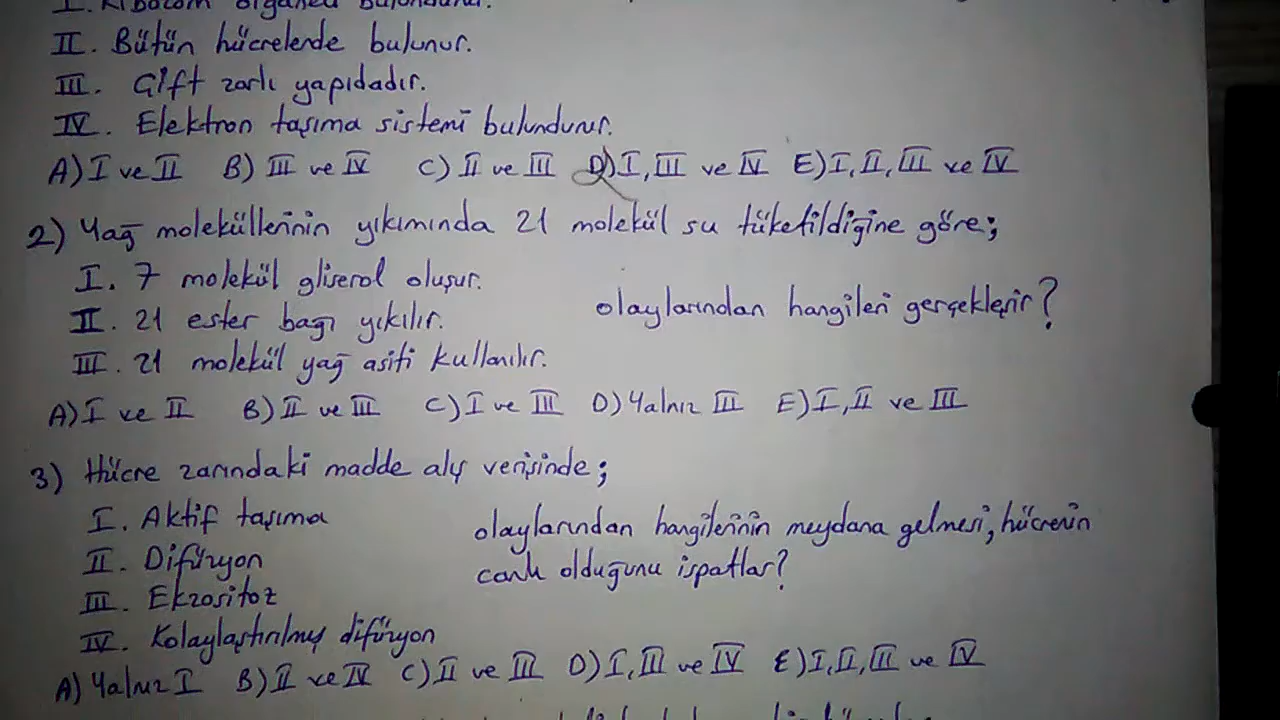 I. Ribozom organeli bulundurur.
II. Bütün hücrelerde bulunur.
III. Çift zarlı yapıdadır.
IV. Elektron taşıma sistemi bulundurur.
A) I ve II B) III ve IV C) II ve III D) I, III ve IV E) I, II, III ve IV
2) Yağ moleküllerinin yıkımında 21 molekül su tüketildiğine göre;
I. 7 molekül gliserol oluşur.
II. 21 ester bağı yıkılır.
III. 21 molekül yağ asiti kullanılır.
olaylarından hangileri gerçekleşir?
A) I ve II B) II ve III C) I ve III D) Yalnız III E) I, II ve III
3) Hücre zarındaki madde alış verişinde;
I. Aktif taşıma
II. Difüzyon
III. Ekzositoz
IV. Kolaylaştırılmış difüzyon
olaylarından hangilerinin meydana gelmesi, hücrenin
canlı olduğunu ispatlar?
A) Yalnız I B) II ve IV C) II ve III D) I, III ve IV E) I, II, III ve IV